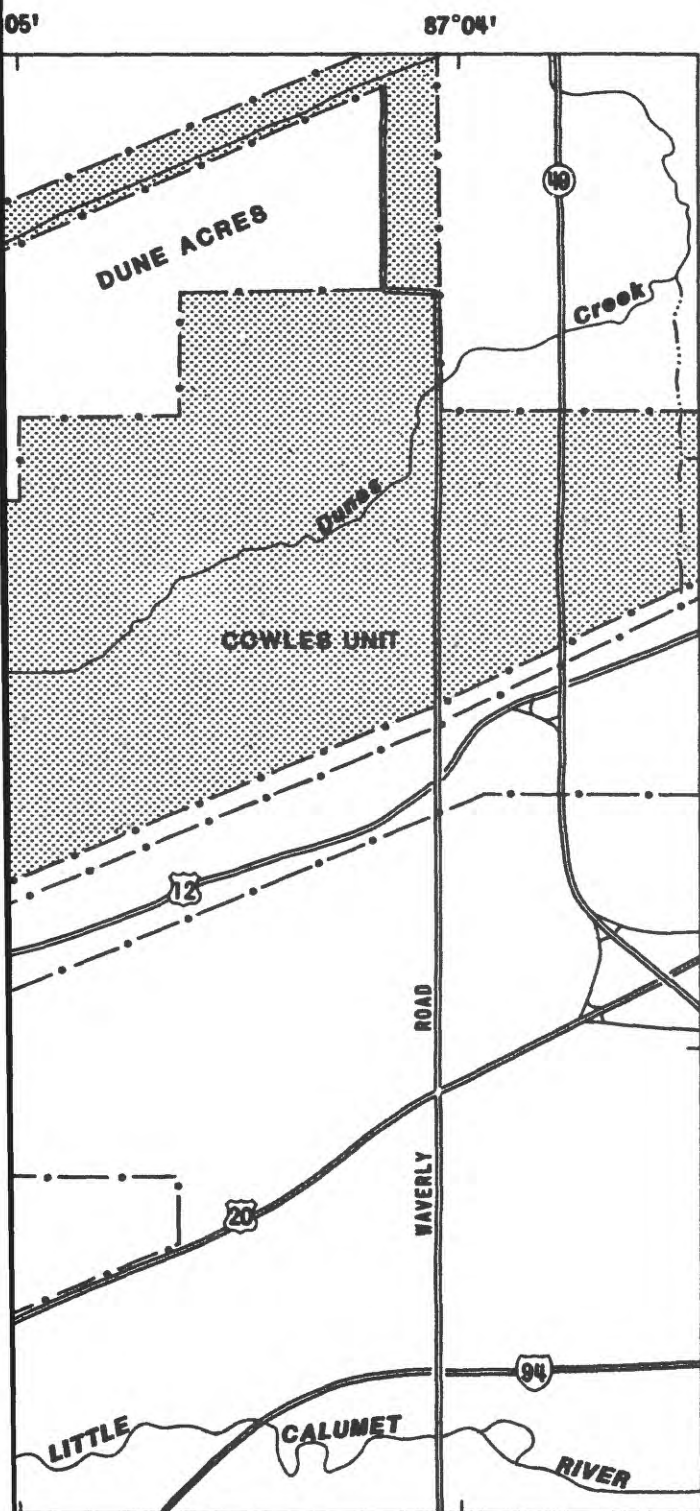 05'
87°04'
49
DUNE ACRES
Creek
Dunes
COWLES UNIT
12
ROAD
WAVERLY
20
94
LITTLE CALUMET RIVER